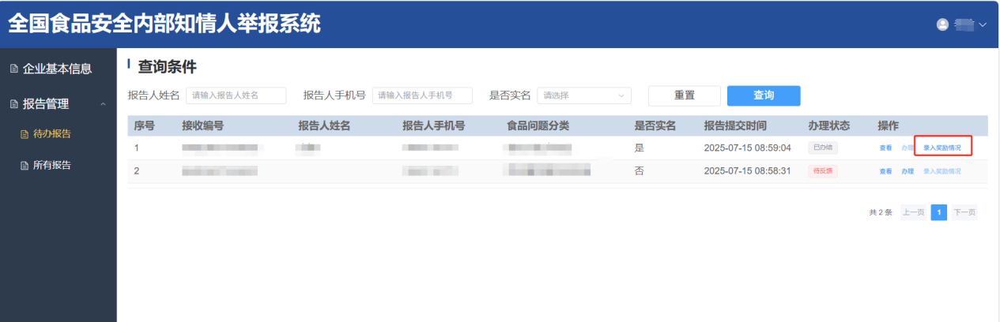 全国食品安全内部知情人举报系统
企业基本信息
报告管理
待办报告
所有报告
查询条件
报告人姓名 请输入报告人姓名 报告人手机号 请输入报告人手机号 是否实名 请选择 重置 查询
序号 接收编号 报告人姓名 报告人手机号 食品问题分类 是否实名 报告提交时间 办理状态 操作
1 是 2025-07-15 08:59:04 已办结 查看 办理 录入奖励情况
2 否 2025-07-15 08:58:31 待反馈 查看 办理 录入奖励情况
共 2 条 上一页 1 下一页